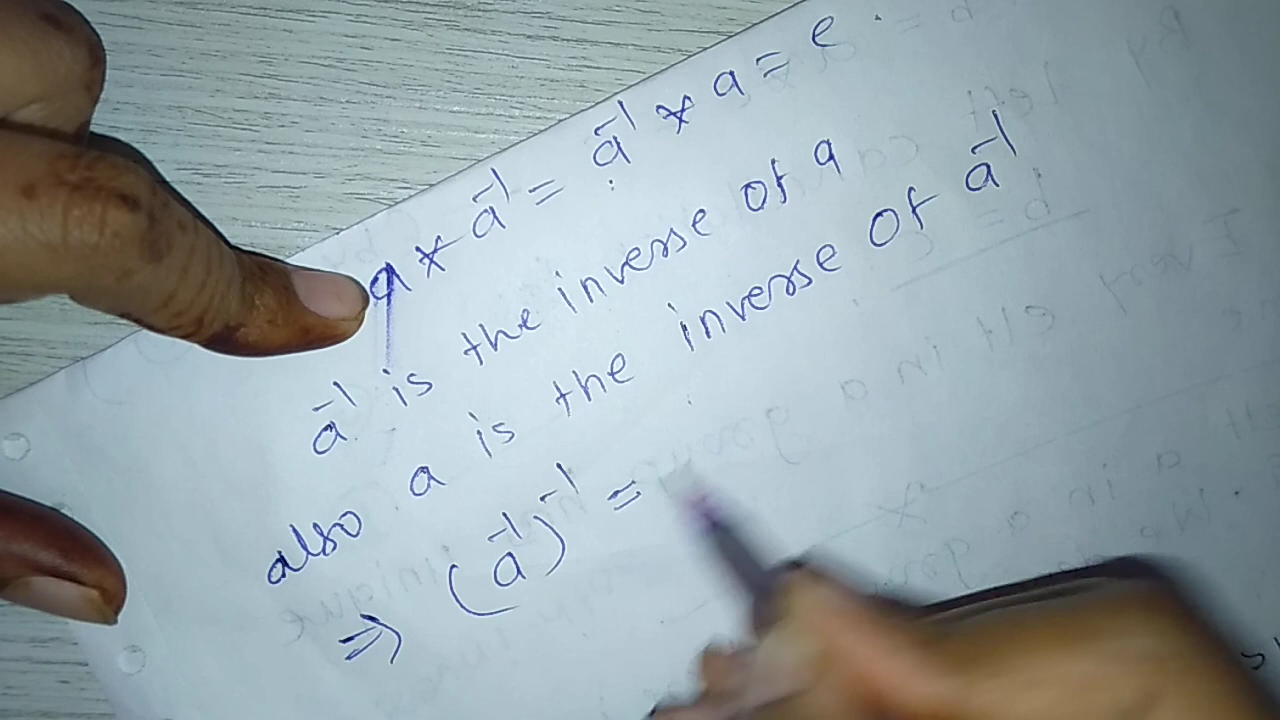 a * a⁻¹ = a⁻¹ * a = e.
a⁻¹ is the inverse of a
also a is the inverse of a⁻¹
⇒ (a⁻¹)⁻¹ =